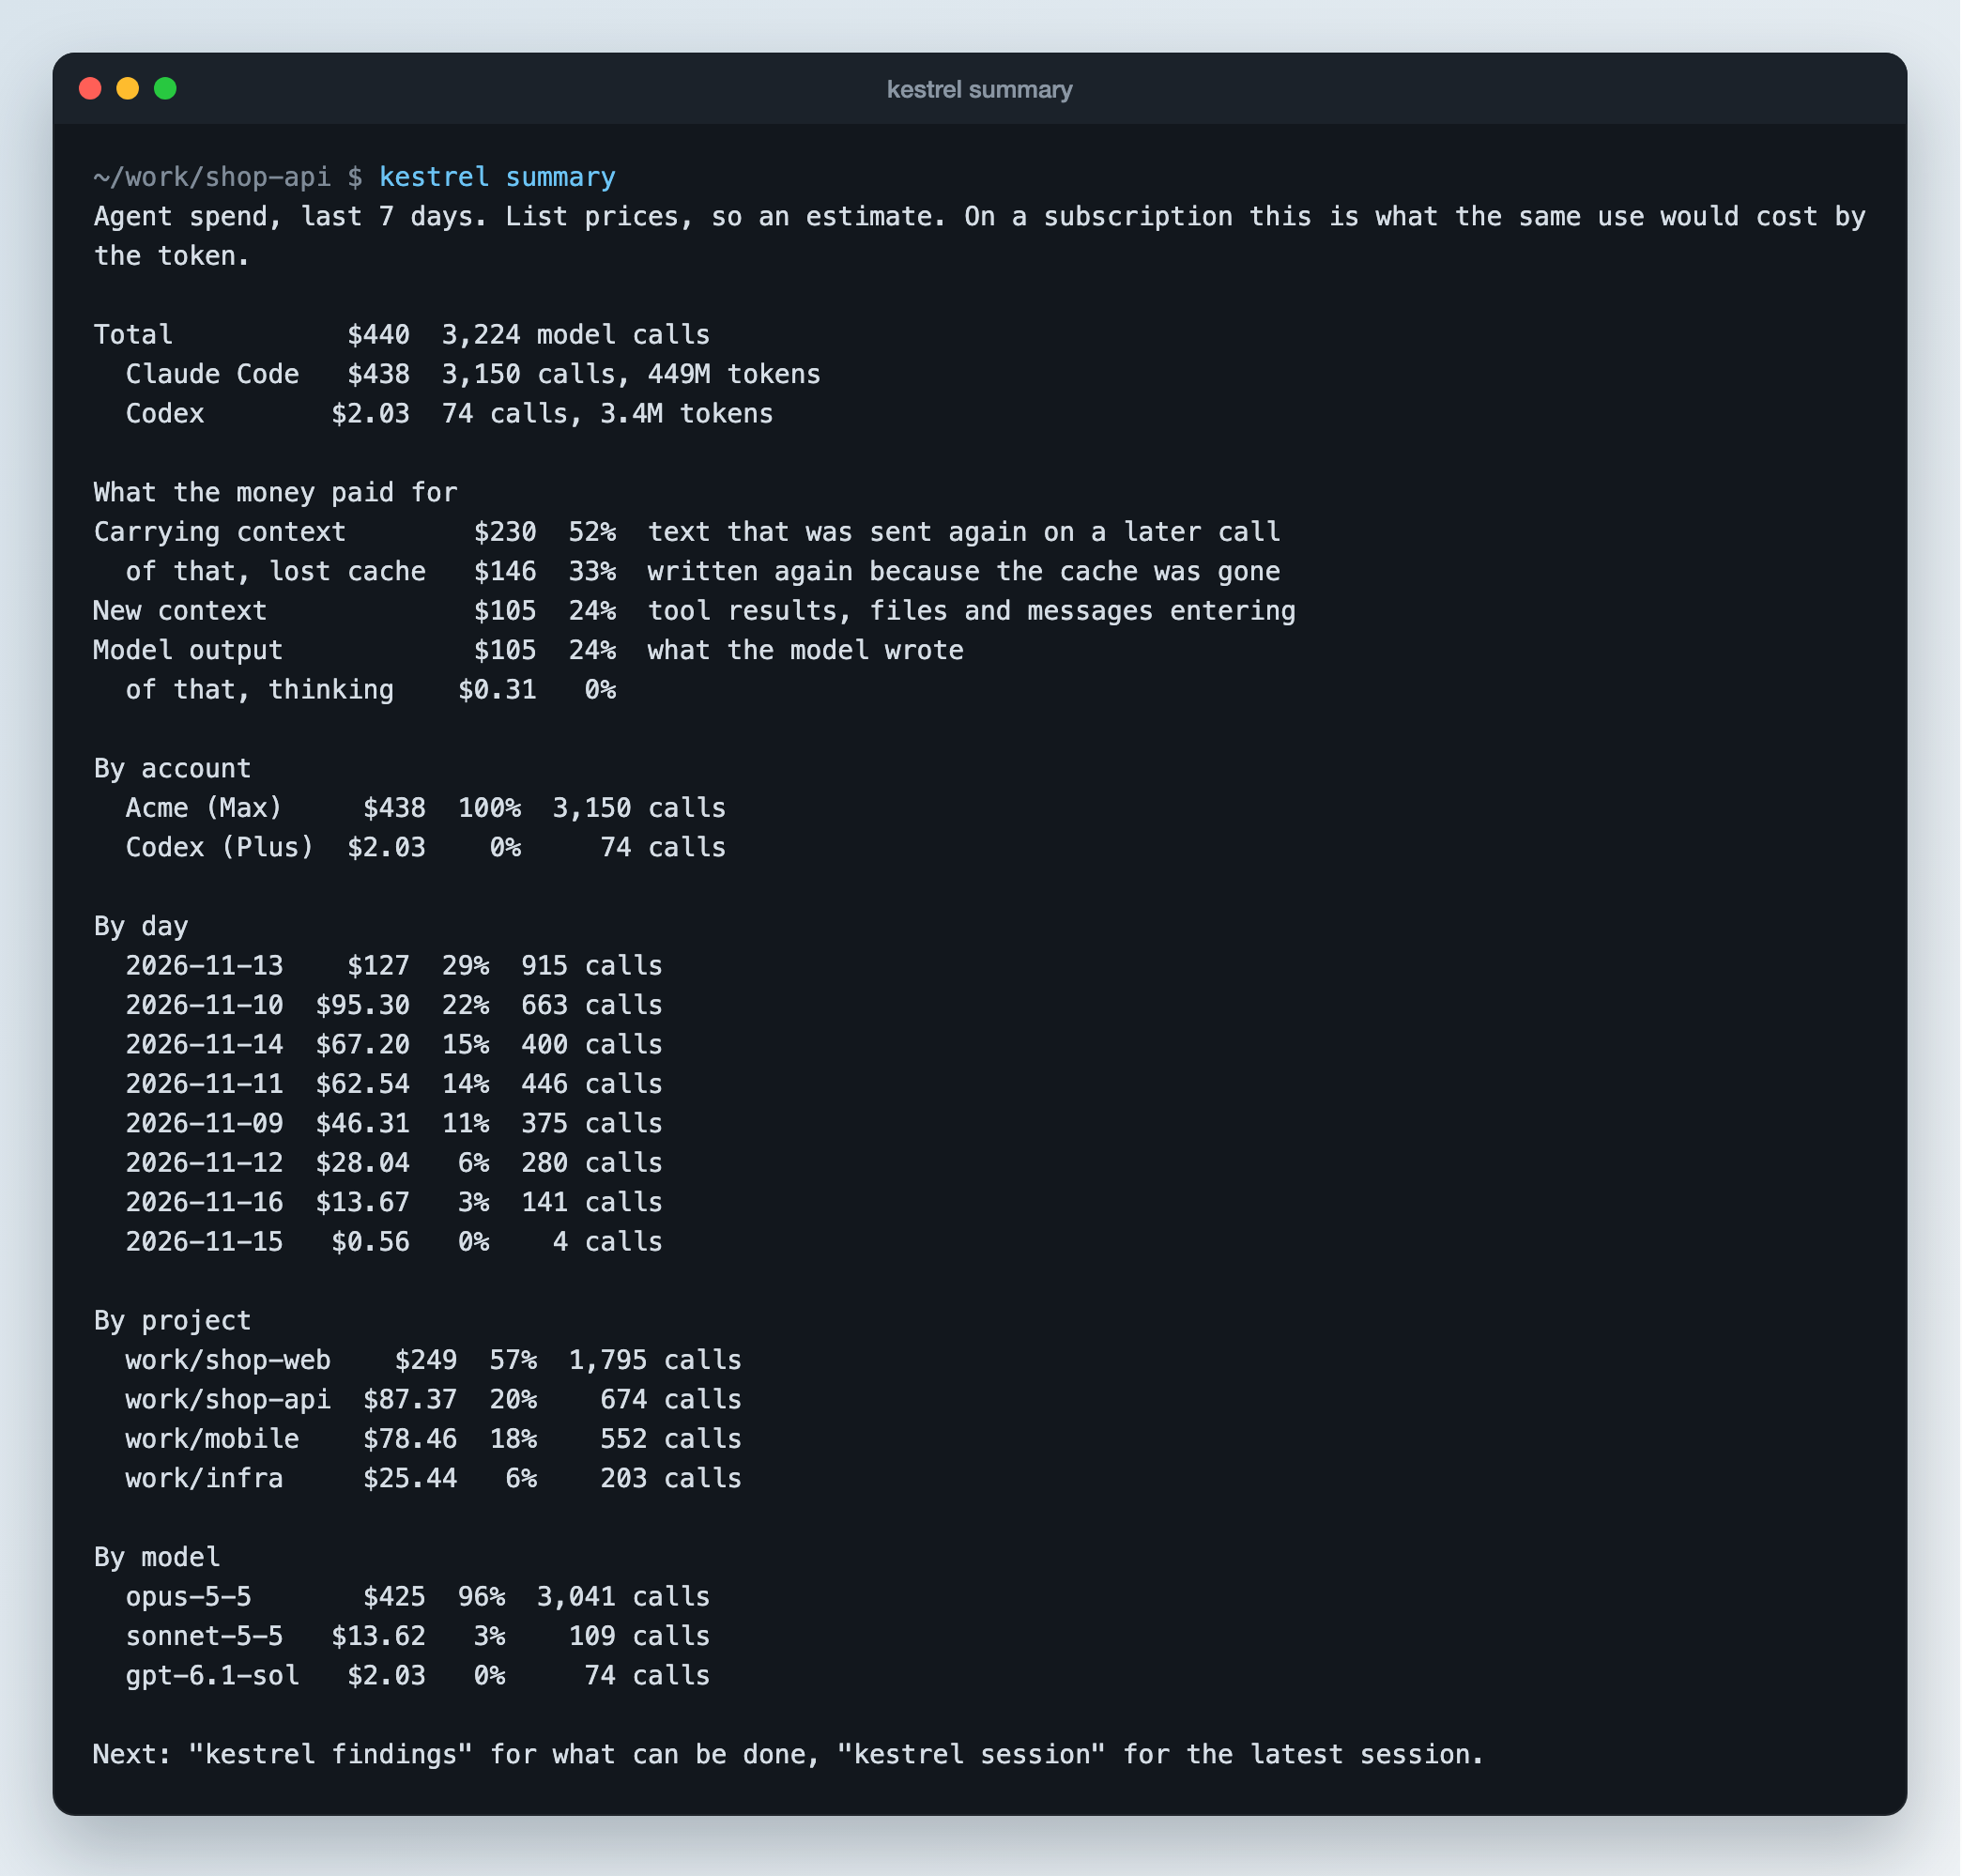 kestrel summary
~/work/shop-api $ kestrel summary
Agent spend, last 7 days. List prices, so an estimate. On a subscription this is what the same use would cost by
the token.
Total           $440  3,224 model calls
  Claude Code   $438  3,150 calls, 449M tokens
  Codex        $2.03  74 calls, 3.4M tokens
What the money paid for
Carrying context        $230  52%  text that was sent again on a later call
  of that, lost cache   $146  33%  written again because the cache was gone
New context             $105  24%  tool results, files and messages entering
Model output            $105  24%  what the model wrote
  of that, thinking    $0.31   0%
By account
  Acme (Max)     $438  100%  3,150 calls
  Codex (Plus)  $2.03    0%     74 calls
By day
  2026-11-13    $127  29%  915 calls
  2026-11-10  $95.30  22%  663 calls
  2026-11-14  $67.20  15%  400 calls
  2026-11-11  $62.54  14%  446 calls
  2026-11-09  $46.31  11%  375 calls
  2026-11-12  $28.04   6%  280 calls
  2026-11-16  $13.67   3%  141 calls
  2026-11-15   $0.56   0%    4 calls
By project
  work/shop-web    $249  57%  1,795 calls
  work/shop-api  $87.37  20%    674 calls
  work/mobile    $78.46  18%    552 calls
  work/infra     $25.44   6%    203 calls
By model
  opus-5-5       $425  96%  3,041 calls
  sonnet-5-5   $13.62   3%    109 calls
  gpt-6.1-sol   $2.03   0%     74 calls
Next: "kestrel findings" for what can be done, "kestrel session" for the latest session.